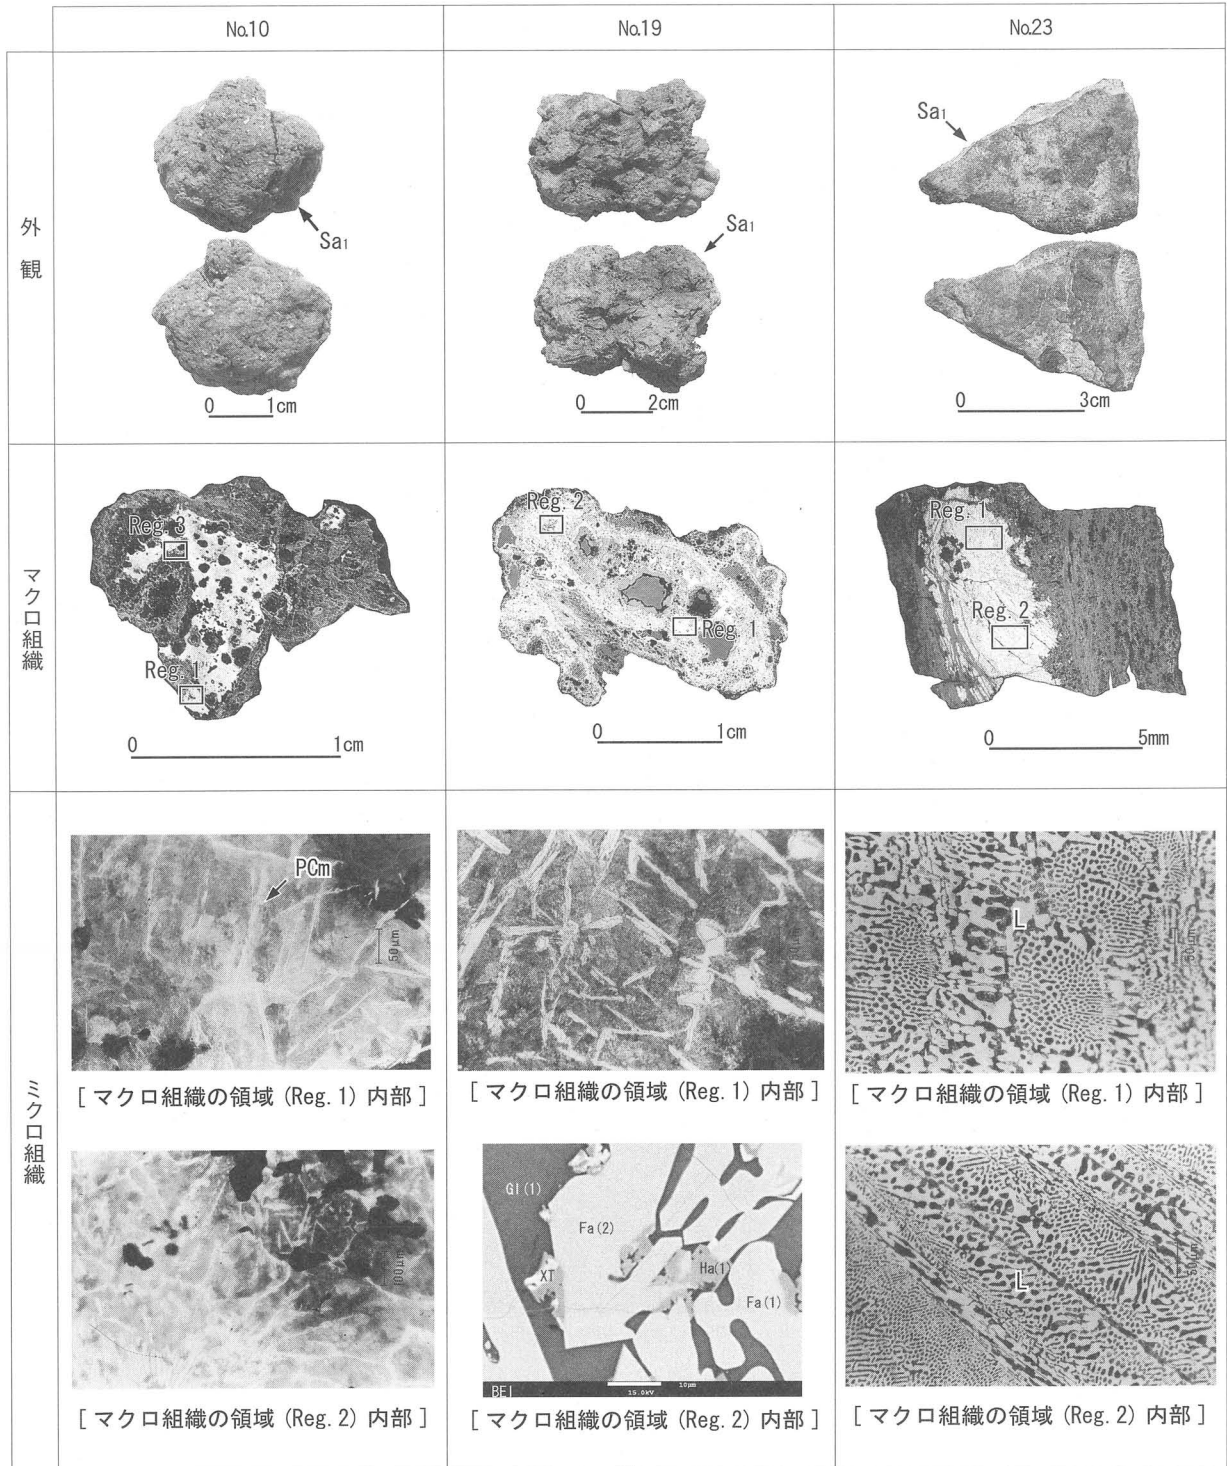 No.10
No.19
No.23
外観
Sa1
0 1cm
Sa1
0 2cm
Sa1
0 3cm
マクロ組織
Reg. 3
Reg. 1
0 1cm
Reg. 2
Reg. 1
0 1cm
Reg. 1
Reg. 2
0 5mm
ミクロ組織
PCm
50μm
L
[ マクロ組織の領域 (Reg. 1) 内部 ]
[ マクロ組織の領域 (Reg. 1) 内部 ]
[ マクロ組織の領域 (Reg. 1) 内部 ]
100μm
Gl(1)
Fa(2)
XT
Ha(1)
Fa(1)
BEI 15.0kV 10μm
L
[ マクロ組織の領域 (Reg. 2) 内部 ]
[ マクロ組織の領域 (Reg. 2) 内部 ]
[ マクロ組織の領域 (Reg. 2) 内部 ]